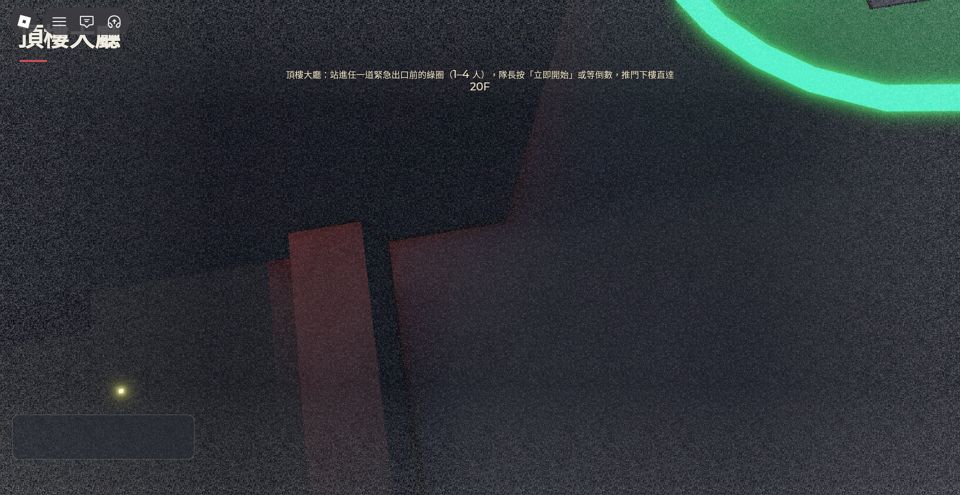 頂樓大廳
頂樓大廳：站進任一道緊急出口前的綠圈（1–4 人），隊長按「立即開始」或等倒數，推門下樓直達
20F